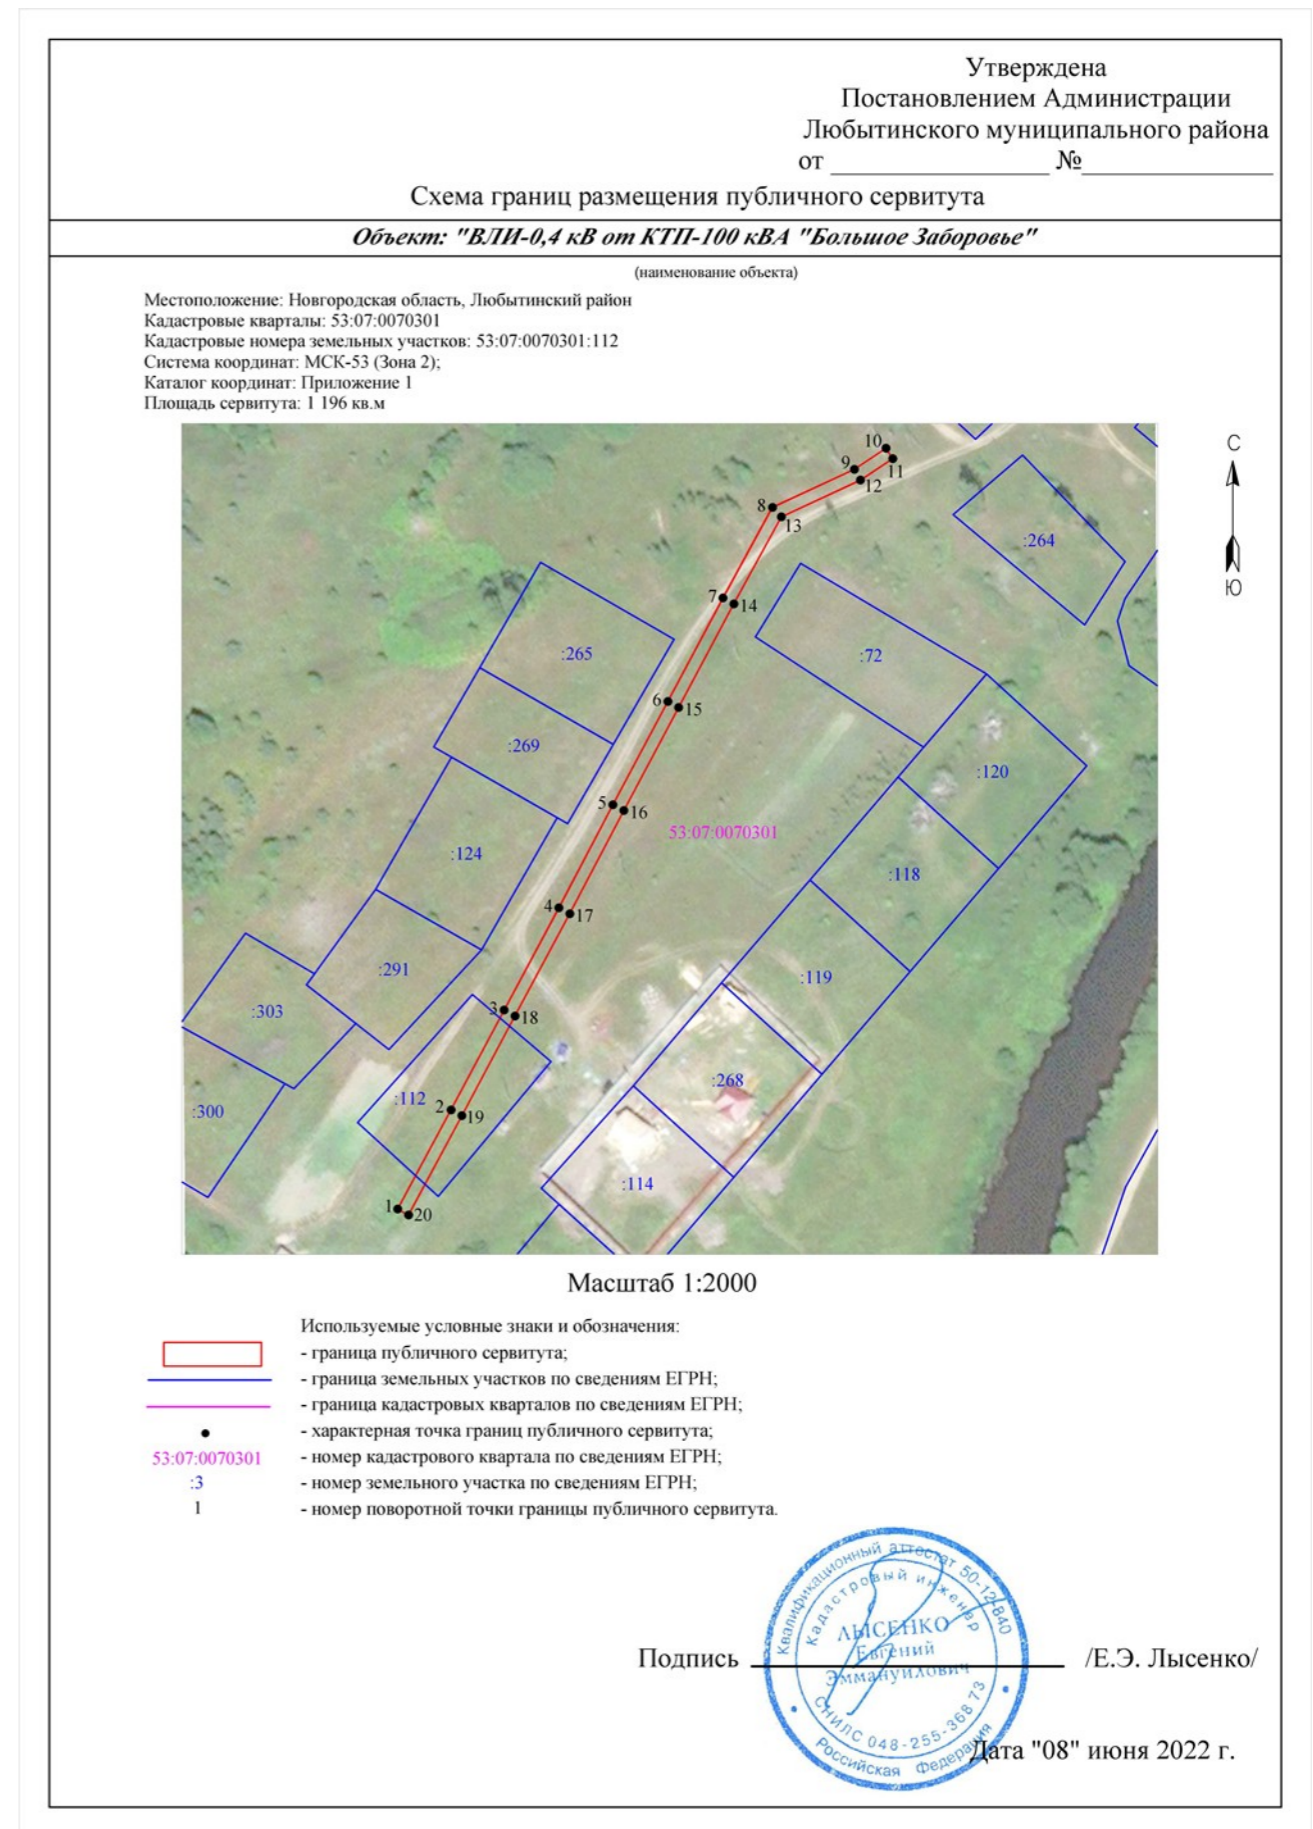 Утверждена
Постановлением Администрации
Любытинского муниципального района
от ____________ №____________
Схема границ размещения публичного сервитута
Объект: "ВЛИ-0,4 кВ от КТП-100 кВА "Большое Заборовье"
(наименование объекта)
Местоположение: Новгородская область, Любытинский район
Кадастровые кварталы: 53:07:0070301
Кадастровые номера земельных участков: 53:07:0070301:112
Система координат: МСК-53 (Зона 2);
Каталог координат: Приложение 1
Площадь сервитута: 1 196 кв.м
С
Ю
10
9
11
12
8
13
:264
7
14
:265
:72
6
15
:269
:120
5
16
53:07:0070301
:124
:118
4
17
:291
:119
3
18
:303
:268
:112
2
19
:300
:114
1
20
Масштаб 1:2000
Используемые условные знаки и обозначения:
- граница публичного сервитута;
- граница земельных участков по сведениям ЕГРН;
- граница кадастровых кварталов по сведениям ЕГРН;
- характерная точка границ публичного сервитута;
53:07:0070301 - номер кадастрового квартала по сведениям ЕГРН;
:3 - номер земельного участка по сведениям ЕГРН;
1 - номер поворотной точки границы публичного сервитута.
Квалификационный аттестат 50-12-840
Кадастровый инженер
ЛЫСЕНКО
Евгений
Эммануилович
СНИЛС 048-255-368 73
Российская Федерация
Подпись ____________ /Е.Э. Лысенко/
Дата "08" июня 2022 г.